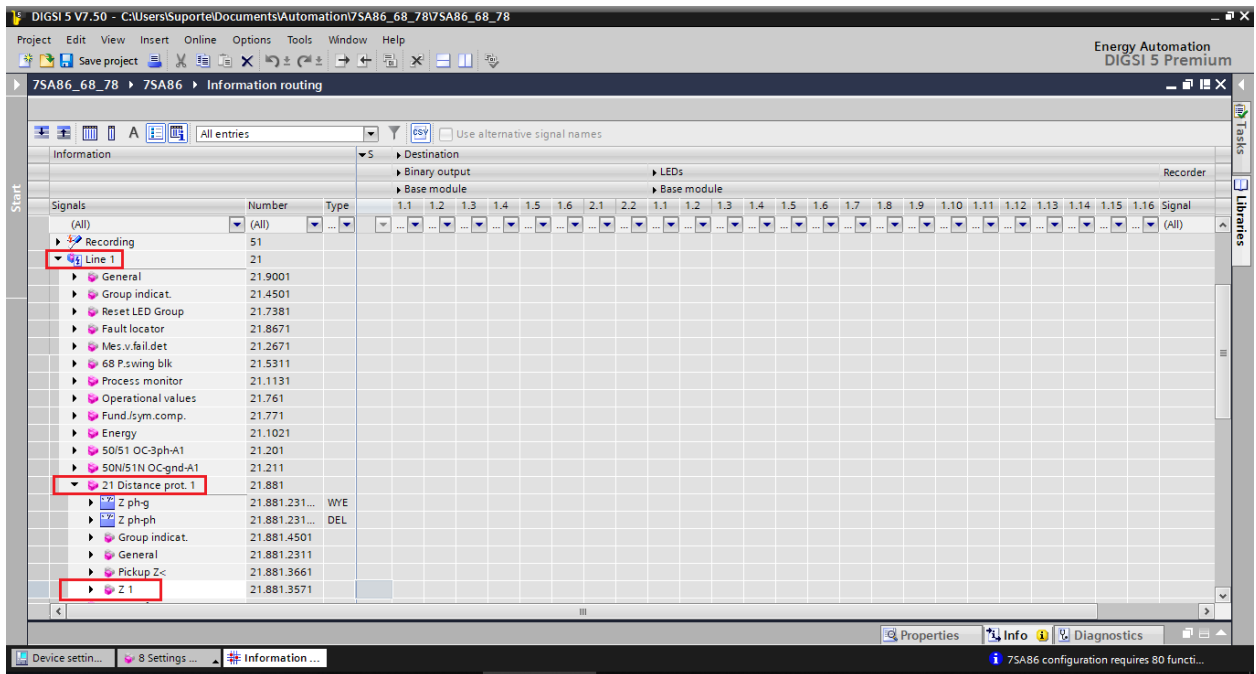 DIGSI 5 V7.50 - C:\Users\Suporte\Documents\Automation\7SA86_68_78\7SA86_68_78
Project Edit View Insert Online Options Tools Window Help
Energy Automation
DIGSI 5 Premium
Save project
7SA86_68_78 ▸ 7SA86 ▸ Information routing
A All entries CSV Use alternative signal names
Information S Destination
Binary output LEDs Recorder
Base module Base module
Signals Number Type 1.1 1.2 1.3 1.4 1.5 1.6 2.1 2.2 1.1 1.2 1.3 1.4 1.5 1.6 1.7 1.8 1.9 1.10 1.11 1.12 1.13 1.14 1.15 1.16 Signal
(All) (All) ... ... ... ... ... ... ... ... ... ... ... ... ... ... ... ... ... ... ... ... ... ... ... ... ... (All)
Recording 51
Line 1 21
General 21.9001
Group indicat. 21.4501
Reset LED Group 21.7381
Fault locator 21.8671
Mes.v.fail.det 21.2671
68 P.swing blk 21.5311
Process monitor 21.1131
Operational values 21.761
Fund./sym.comp. 21.771
Energy 21.1021
50/51 OC-3ph-A1 21.201
50N/51N OC-gnd-A1 21.211
21 Distance prot. 1 21.881
Z ph-g 21.881.231... WYE
Z ph-ph 21.881.231... DEL
Group indicat. 21.881.4501
General 21.881.2311
Pickup Z< 21.881.3661
Z 1 21.881.3571
Start
Tasks
Libraries
Properties Info Diagnostics
Device settin... 8 Settings ... Information ... 7SA86 configuration requires 80 functi...